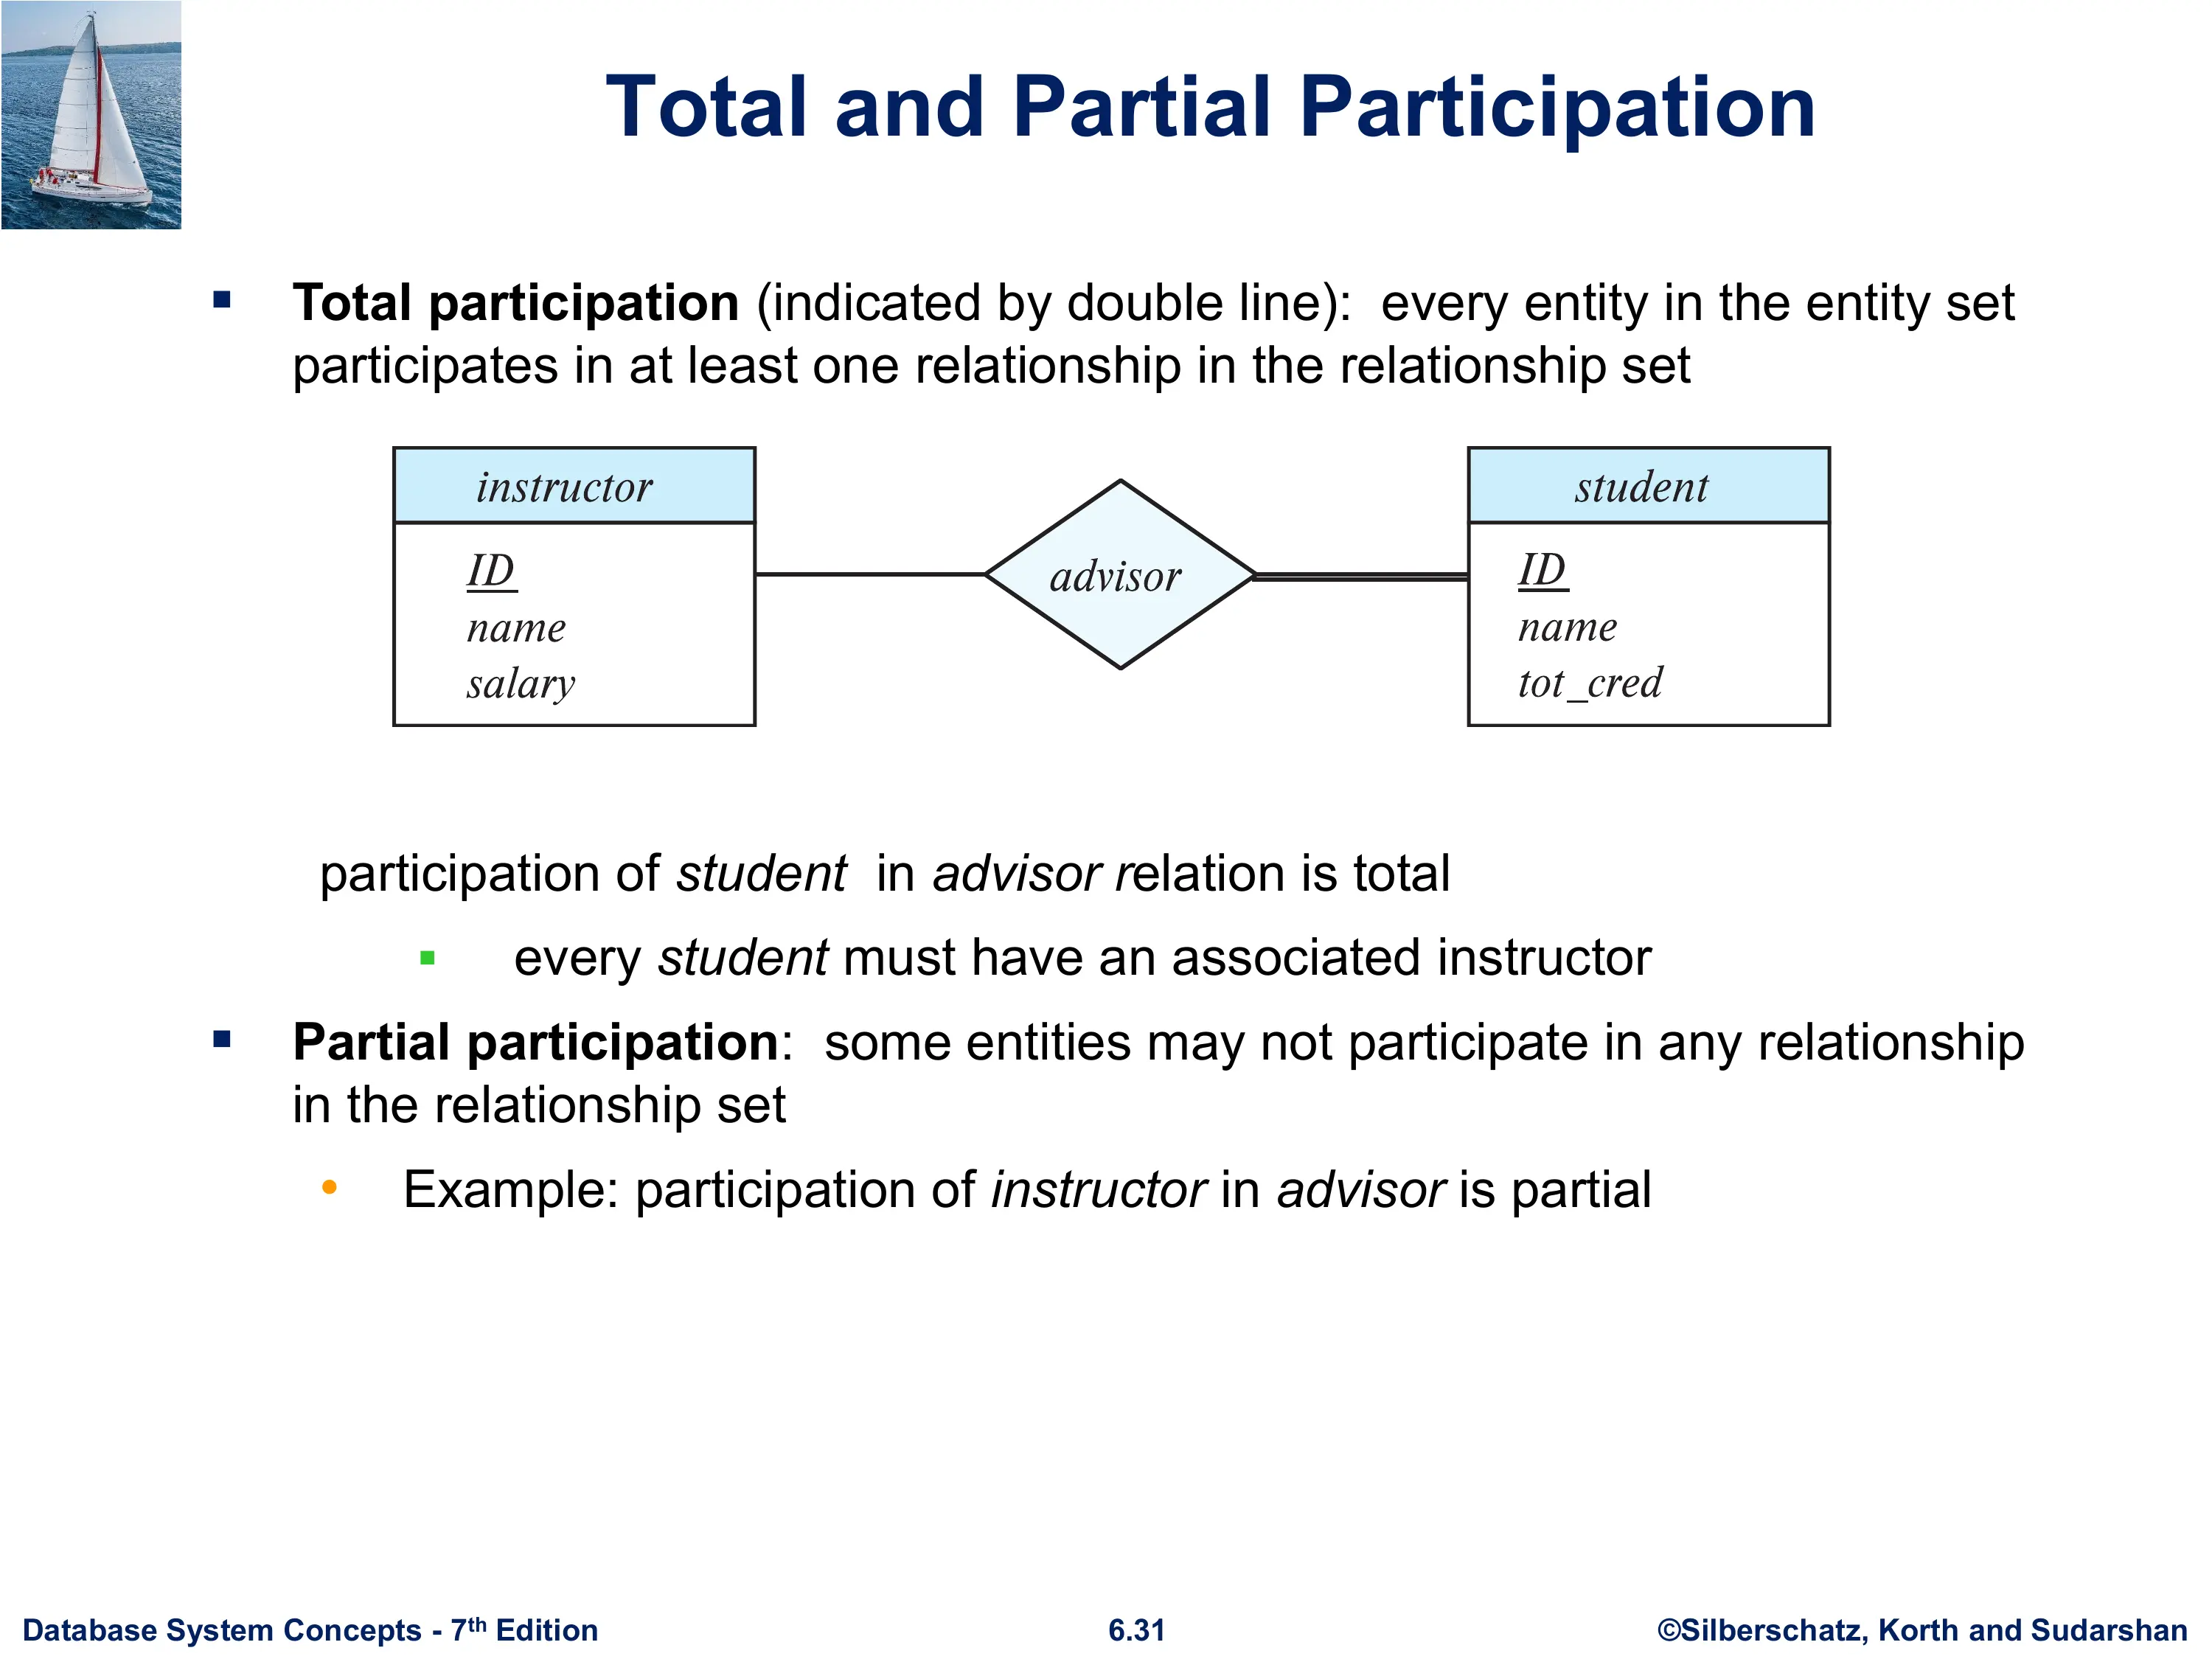 Total and Partial Participation
Total participation (indicated by double line): every entity in the entity set
participates in at least one relationship in the relationship set
instructor
ID
name
salary
advisor
student
ID
name
tot_cred
participation of student in advisor relation is total
every student must have an associated instructor
Partial participation: some entities may not participate in any relationship
in the relationship set
Example: participation of instructor in advisor is partial
Database System Concepts - 7th Edition
6.31
©Silberschatz, Korth and Sudarshan